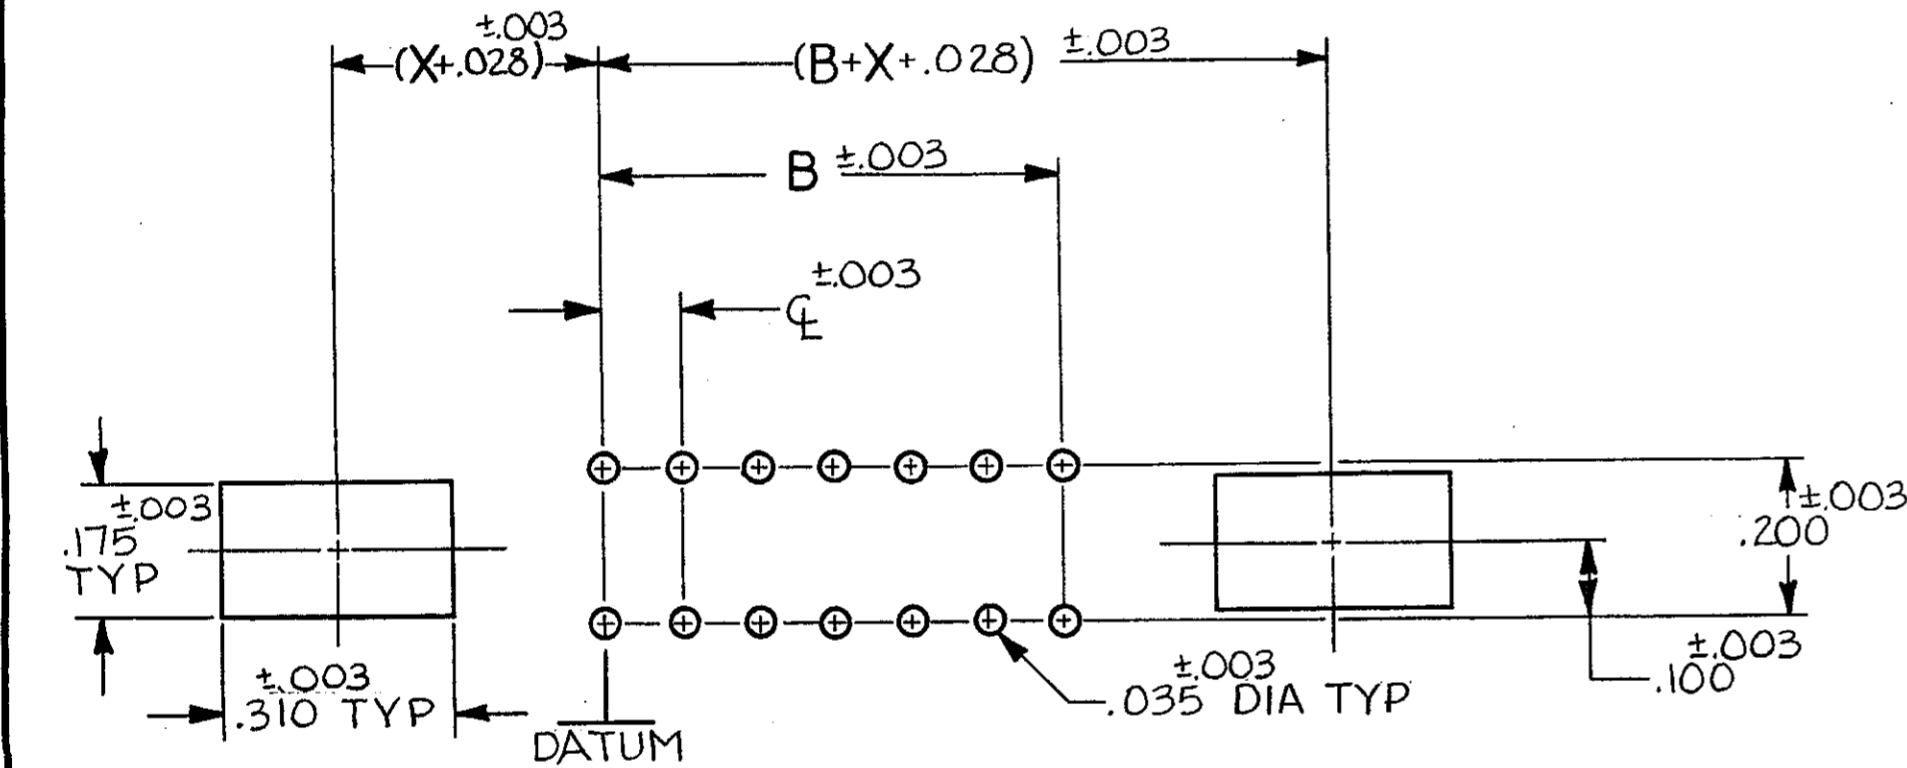 ±.003
(X+.028)
(B+X+.028) ±.003
B ±.003
±.003
℄
±.003
.175
TYP
±.003
.200
±.003
.310 TYP
±.003
.035 DIA TYP
±.003
.100
DATUM